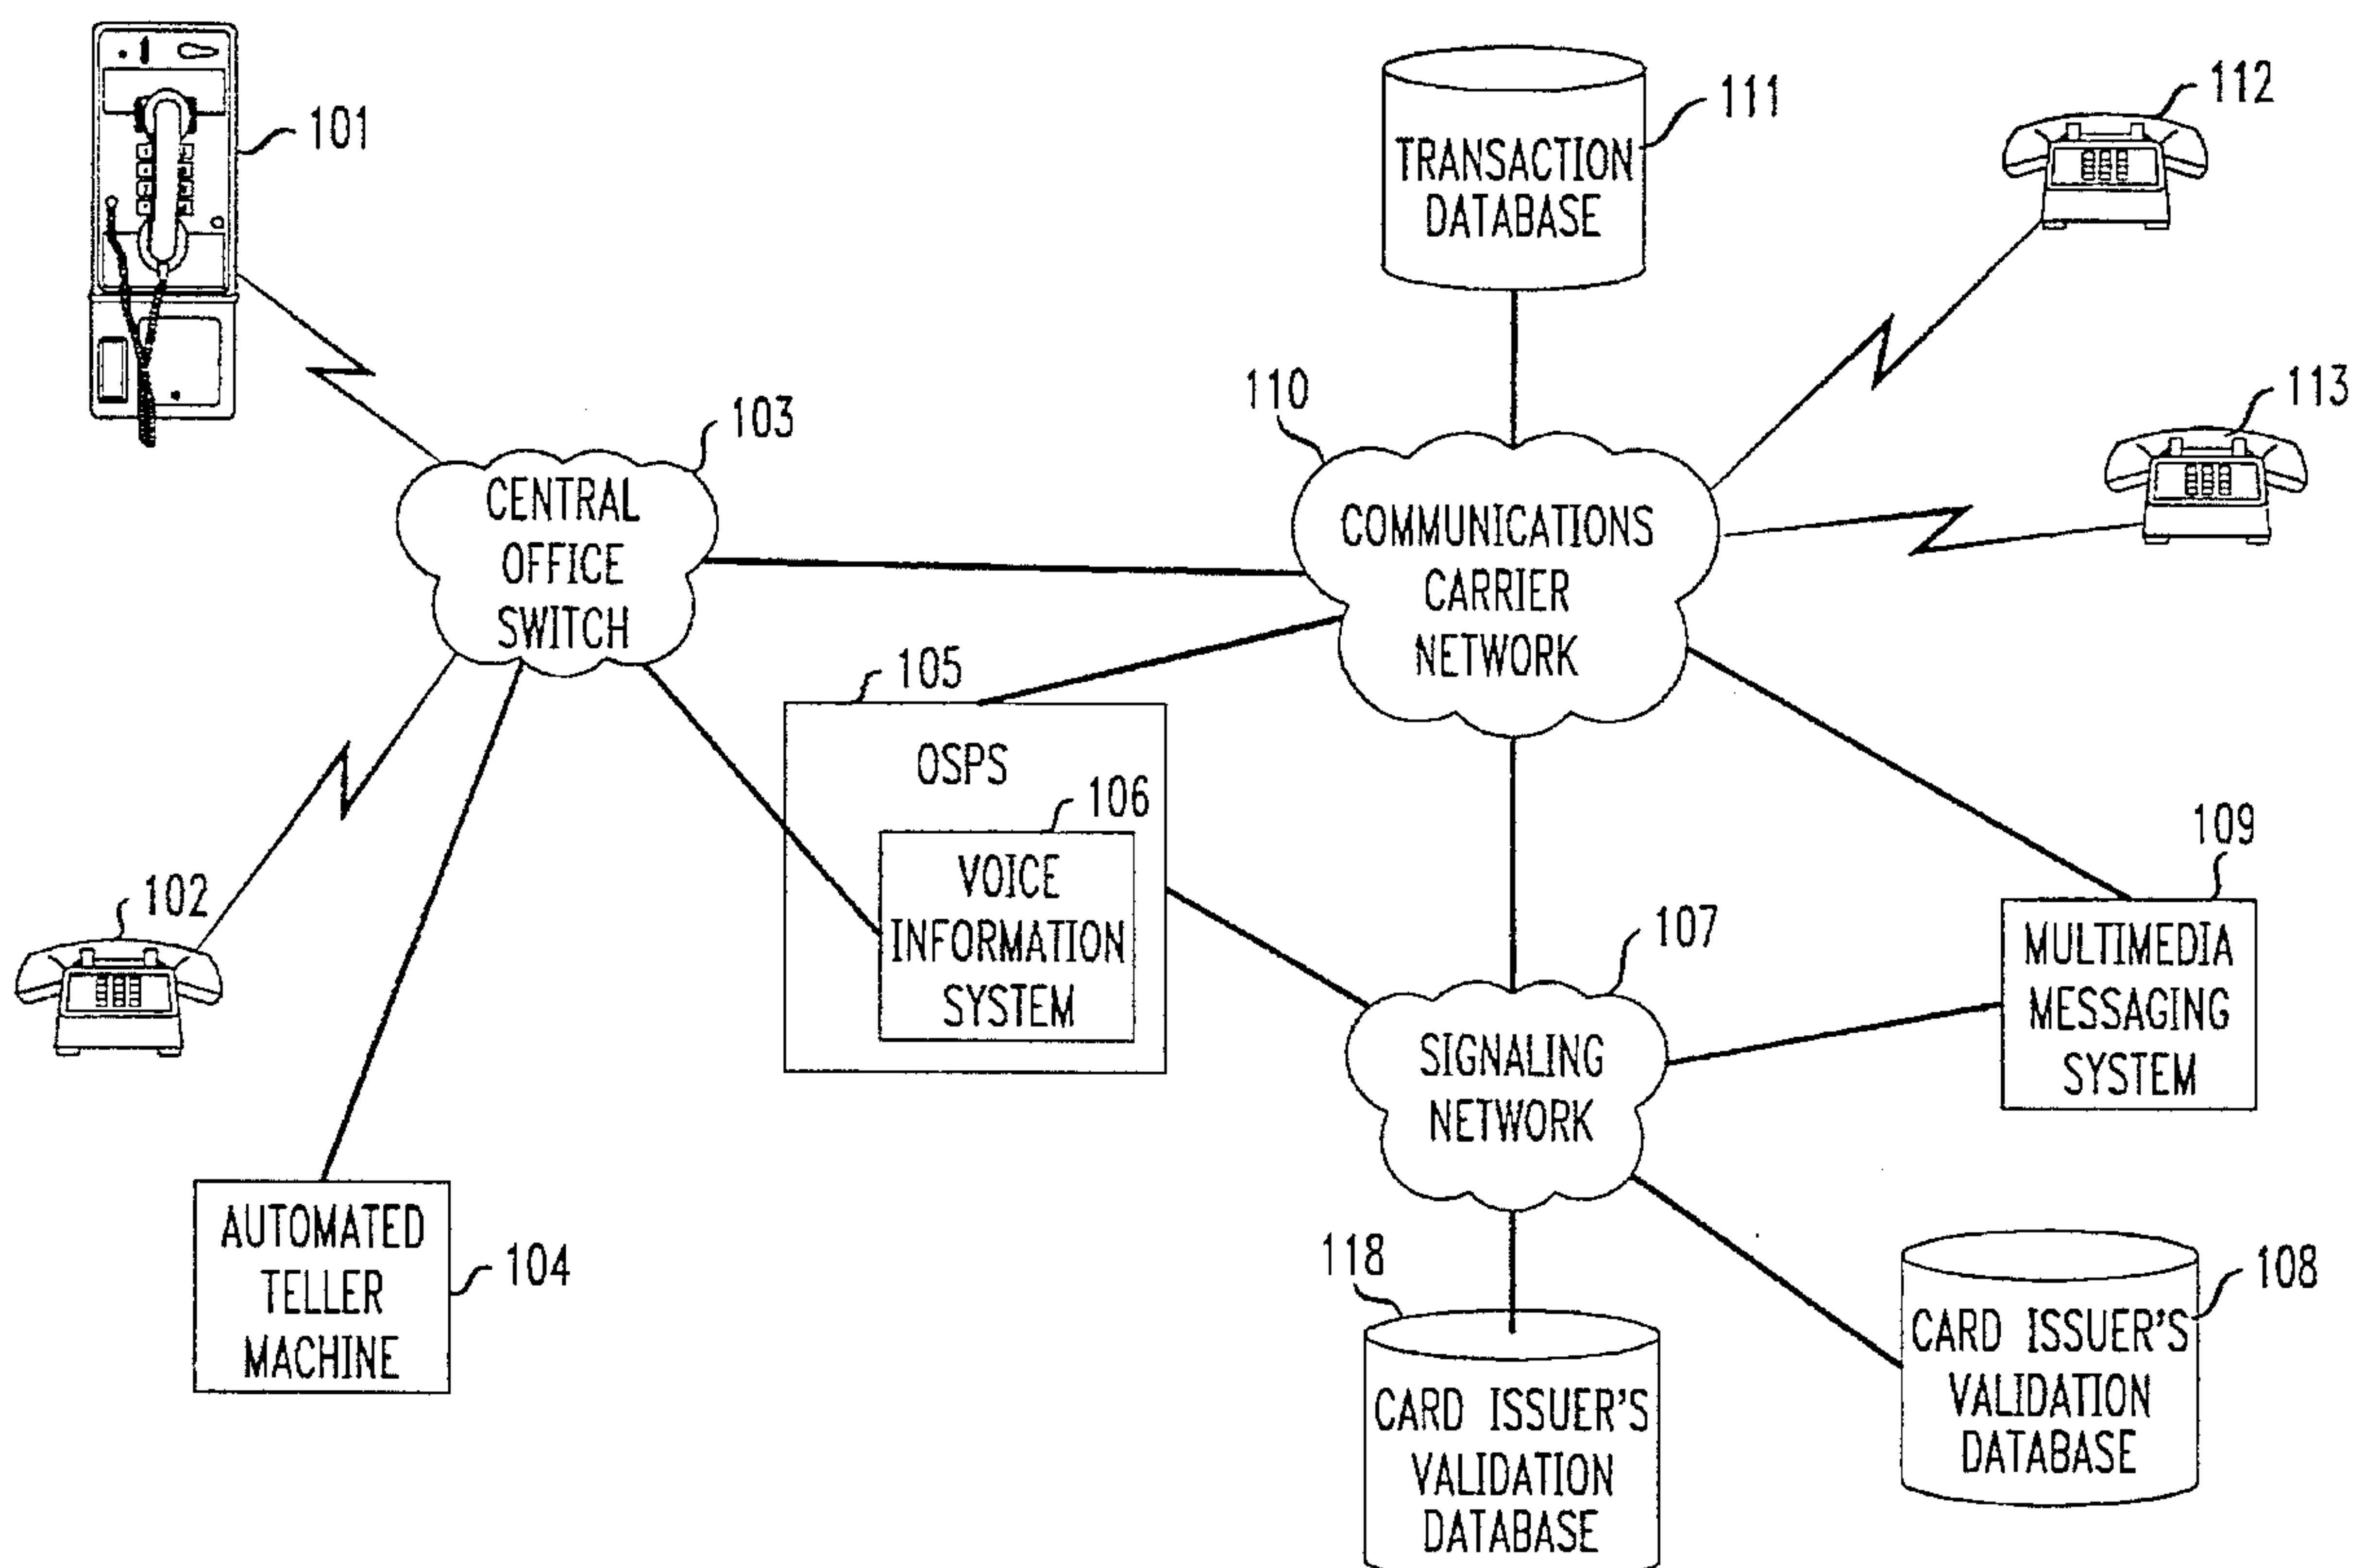 101
TRANSACTION
DATABASE
111
112
113
110
103
CENTRAL
OFFICE
SWITCH
COMMUNICATIONS
CARRIER
NETWORK
105
OSPS
106
VOICE
INFORMATION
SYSTEM
102
107
SIGNALING
NETWORK
109
MULTIMEDIA
MESSAGING
SYSTEM
AUTOMATED
TELLER
MACHINE
104
118
CARD ISSUER'S
VALIDATION
DATABASE
108
CARD ISSUER'S
VALIDATION
DATABASE